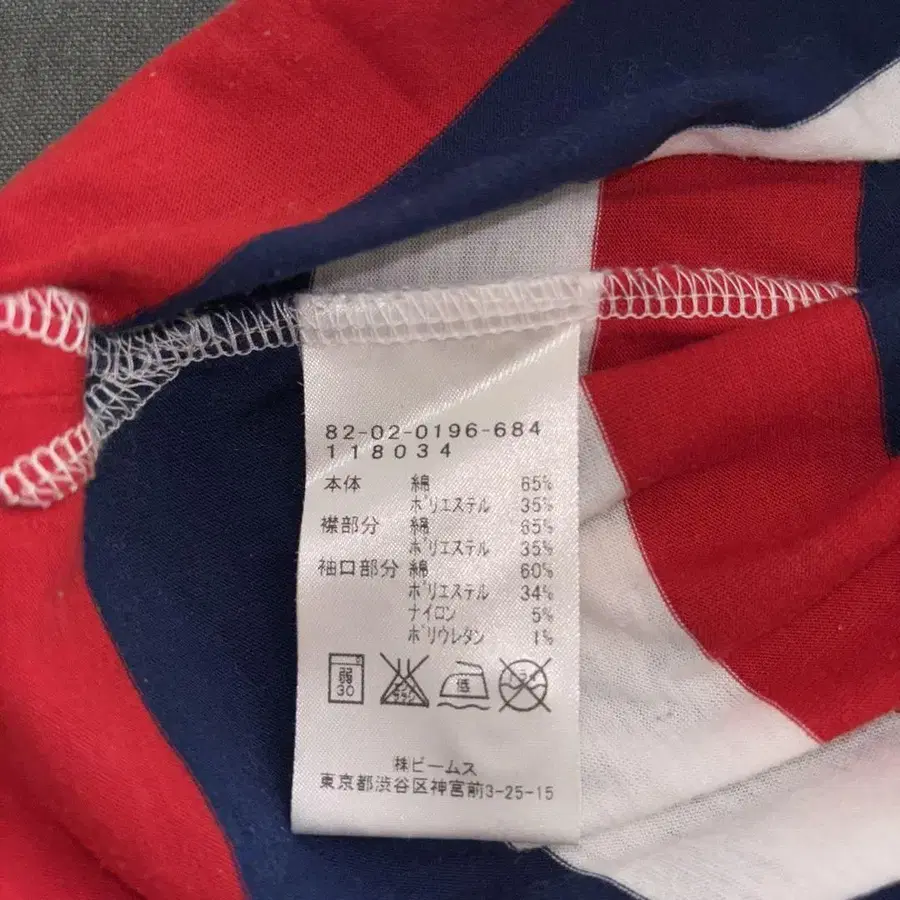 82-02-0196-684
118034
本体 綿 65%
ポリエステル 35%
襟部分 綿 65%
ポリエステル 35%
袖口部分 綿 60%
ポリエステル 34%
ナイロン 5%
ポリウレタン 1%
弱 30 低 ドライ
㈱ビームス
東京都渋谷区神宮前3-25-15